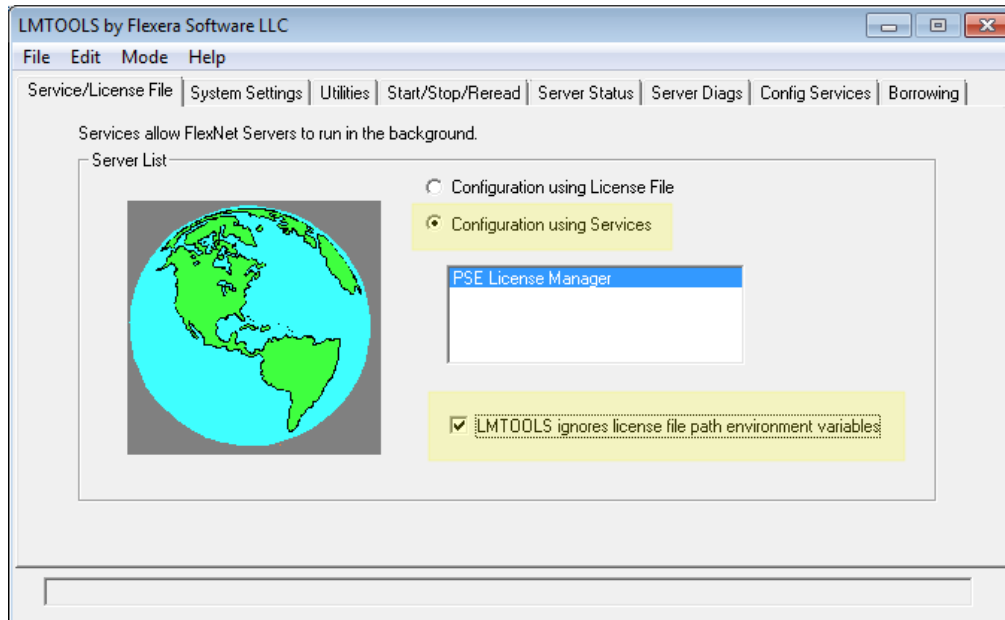 LMTOOLS by Flexera Software LLC
File Edit Mode Help
Service/License File System Settings Utilities Start/Stop/Reread Server Status Server Diags Config Services Borrowing
Services allow FlexNet Servers to run in the background.
Server List
Configuration using License File
Configuration using Services
PSE License Manager
LMTOOLS ignores license file path environment variables